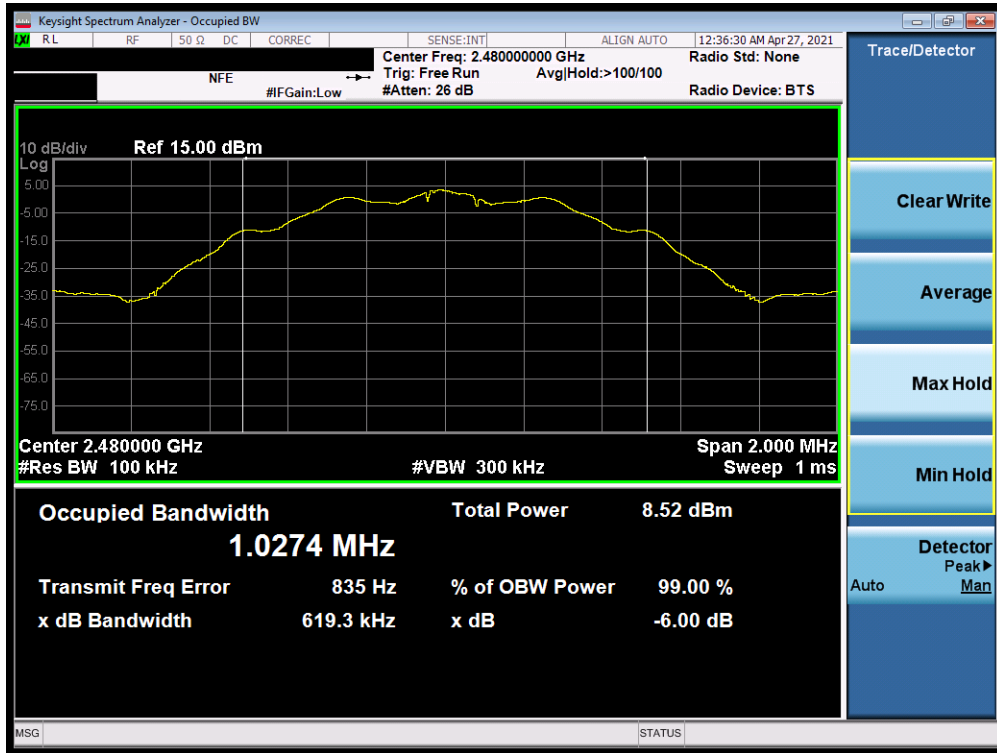 Keysight Spectrum Analyzer - Occupied BW
LXI RL RF 50 Ω DC CORREC SENSE:INT ALIGN AUTO 12:36:30 AM Apr 27, 2021
Center Freq: 2.480000000 GHz Radio Std: None
NFE Trig: Free Run Avg|Hold:>100/100
#IFGain:Low #Atten: 26 dB Radio Device: BTS
10 dB/div Ref 15.00 dBm
Log
5.00
-5.00
-15.0
-25.0
-35.0
-45.0
-55.0
-65.0
-75.0
Center 2.480000 GHz Span 2.000 MHz
#Res BW 100 kHz #VBW 300 kHz Sweep 1 ms
Occupied Bandwidth Total Power 8.52 dBm
1.0274 MHz
Transmit Freq Error 835 Hz % of OBW Power 99.00 %
x dB Bandwidth 619.3 kHz x dB -6.00 dB
MSG STATUS
Trace/Detector
Clear Write
Average
Max Hold
Min Hold
Detector
Peak▶
Auto Man